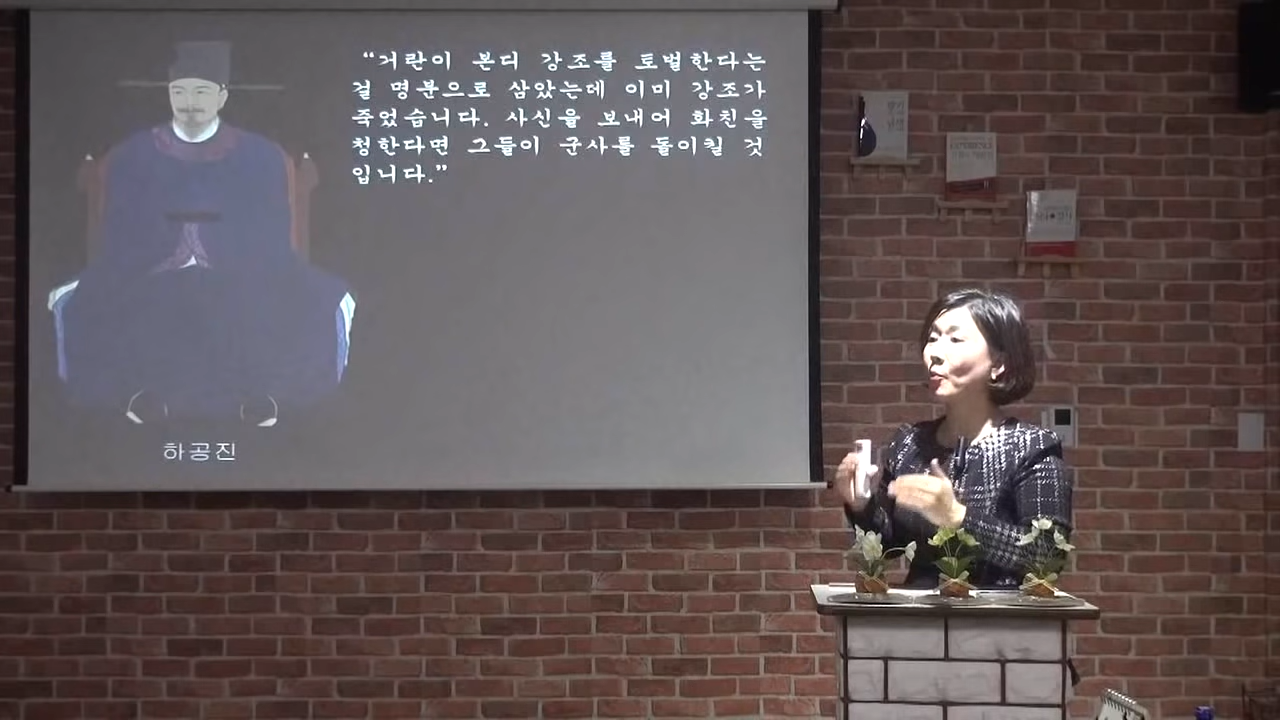 “거란이 본디 강조를 토벌한다는
걸 명분으로 삼았는데 이미 강조가
죽었습니다. 사신을 보내어 화친을
청한다면 그들이 군사를 돌이킬 것
입니다.”
하공진